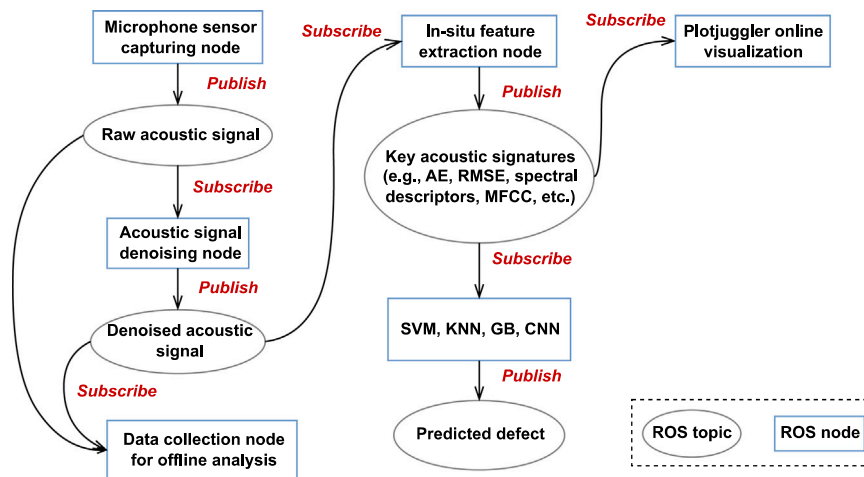 Microphone sensor
capturing node
Publish
Raw acoustic signal
Subscribe
Acoustic signal
denoising node
Publish
Denoised acoustic
signal
Subscribe
Data collection node
for offline analysis
Subscribe
In-situ feature
extraction node
Publish
Key acoustic signatures
(e.g., AE, RMSE, spectral
descriptors, MFCC, etc.)
Subscribe
SVM, KNN, GB, CNN
Publish
Predicted defect
Subscribe
Plotjuggler online
visualization
ROS topic
ROS node